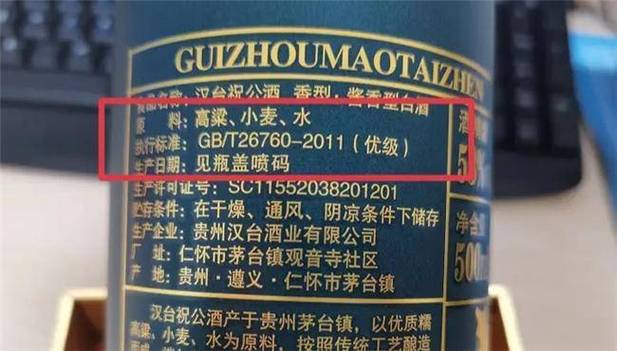 GUIZHOUMAOTAIZHEN
食品名称：汉台祝公酒 香型：酱香型白酒
原 料：高粱、小麦、水
执行标准：GB/T26760-2011（优级）
生产日期：见瓶盖喷码
生产许可证号：SC11552038201201
贮存条件：在干燥、通风、阴凉条件下储存
生产企业：贵州汉台酒业有限公司
厂 址：仁怀市茅台镇观音寺社区
产 地：贵州·遵义·仁怀市茅台镇
汉台祝公酒产于贵州茅台镇，以优质糯
高粱、小麦、水为原料，按照传统工艺酿造
酒
53%
净含量
500